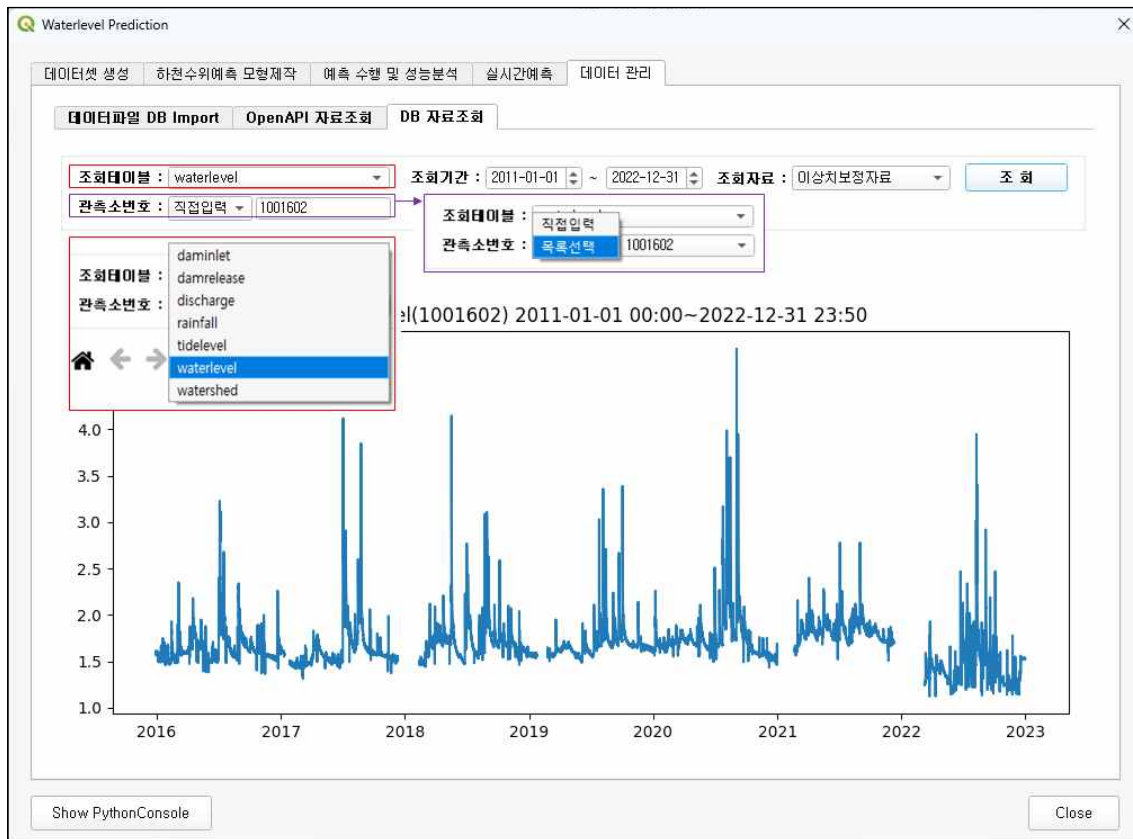 Waterlevel Prediction
데이터셋 생성 하천수위예측 모형제작 예측 수행 및 성능분석 실시간예측 데이터 관리
데이터파일 DB Import OpenAPI 자료조회 DB 자료조회
조회테이블 : waterlevel 조회기간 : 2011-01-01 ~ 2022-12-31 조회자료 : 이상치보정자료 조 회
관측소번호 : 직접입력 1001602
조회테이블 :
직접입력
관측소번호 : 목록선택 1001602
조회테이블 :
관측소번호 :
daminlet
damrelease
discharge
rainfall
tidelevel
waterlevel
watershed
el(1001602) 2011-01-01 00:00~2022-12-31 23:50
4.0
3.5
3.0
2.5
2.0
1.5
1.0
2016 2017 2018 2019 2020 2021 2022 2023
Show PythonConsole Close